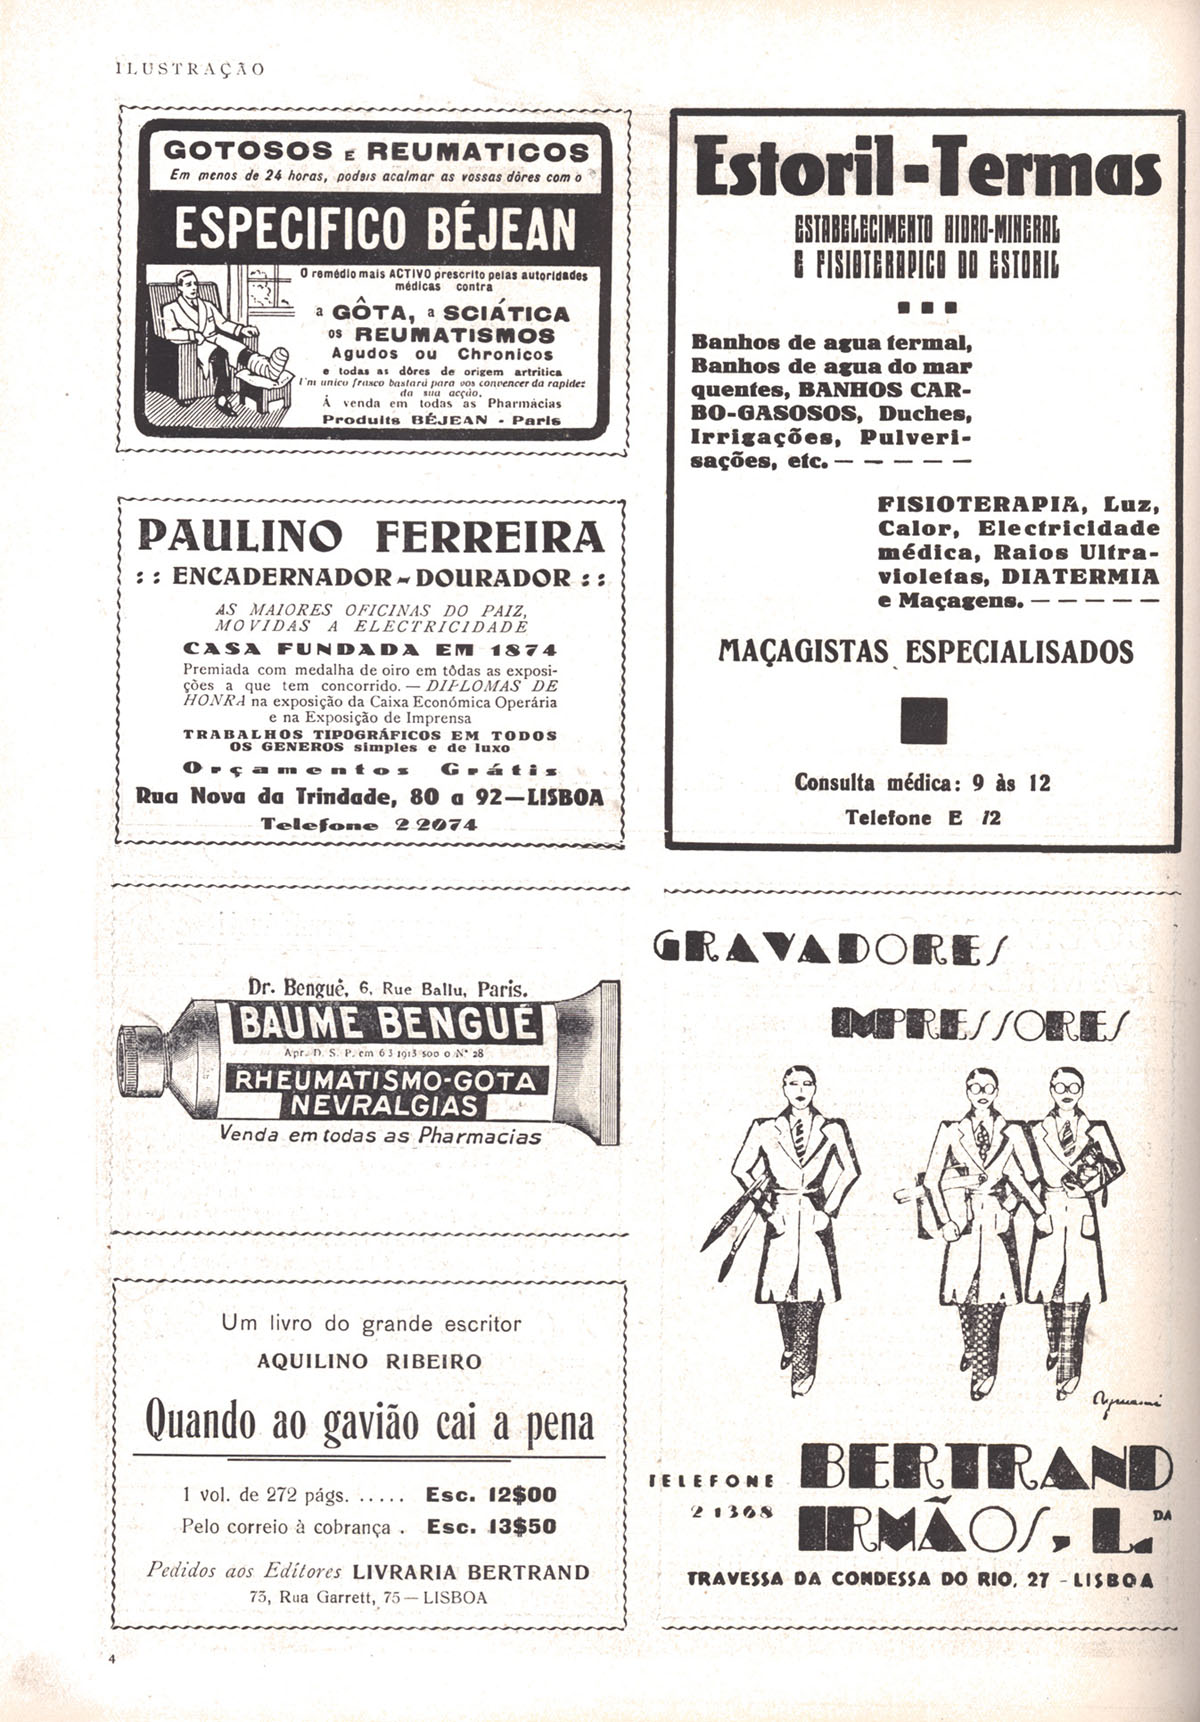 ILUSTRAÇÃO
GOTOSOS E REUMATICOS
Em menos de 24 horas, podeis acalmar as vossas dôres com o
ESPECIFICO BÉJEAN
O remédio mais ACTIVO prescrito pelas autoridades
médicas contra
a GÔTA, a SCIÁTICA
os REUMATISMOS
Agudos ou Chronicos
e todas as dôres de origem artritica
Um unico frasco bastará para vos convencer da rapidez
da sua acção.
Á venda em todas as Pharmácias
Produits BÉJEAN - Paris
PAULINO FERREIRA
:: ENCADERNADOR-DOURADOR ::
AS MAIORES OFICINAS DO PAIZ,
MOVIDAS A ELECTRICIDADE
CASA FUNDADA EM 1874
Premiada com medalha de oiro em tôdas as exposi-
ções a que tem concorrido. — DIPLOMAS DE
HONRA na exposição da Caixa Económica Operária
e na Exposição de Imprensa
TRABALHOS TIPOGRÁFICOS EM TODOS
OS GENEROS simples e de luxo
Orçamentos Grátis
Rua Nova da Trindade, 80 a 92—LISBOA
Telefone 2 2074
Dr. Bengué, 6, Rue Ballu, Paris.
BAUME BENGUÉ
Apr. D. S. P. em 6 3 1913 soo o Nº 28
RHEUMATISMO-GOTA
NEVRALGIAS
Venda em todas as Pharmacias
Um livro do grande escritor
AQUILINO RIBEIRO
Quando ao gavião cai a pena
1 vol. de 272 págs. ..... Esc. 12$00
Pelo correio à cobrança . Esc. 13$50
Pedidos aos Editores LIVRARIA BERTRAND
75, Rua Garrett, 75 — LISBOA
Estoril-Termas
ESTABELECIMENTO HIDRO-MINERAL
E FISIOTERAPICO DO ESTORIL
Banhos de agua termal,
Banhos de agua do mar
quentes, BANHOS CAR-
BO-GASOSOS, Duches,
Irrigações, Pulveri-
sações, etc. — — — — —
FISIOTERAPIA, Luz,
Calor, Electricidade
médica, Raios Ultra-
violetas, DIATERMIA
e Maçagens. — — — — —
MAÇAGISTAS ESPECIALISADOS
Consulta médica: 9 às 12
Telefone E 12
GRAVADORES
IMPRESSORES
BERTRAND
IRMÃOS, L.DA
TELEFONE
2 1368
TRAVESSA DA CONDESSA DO RIO, 27 - LISBOA
4